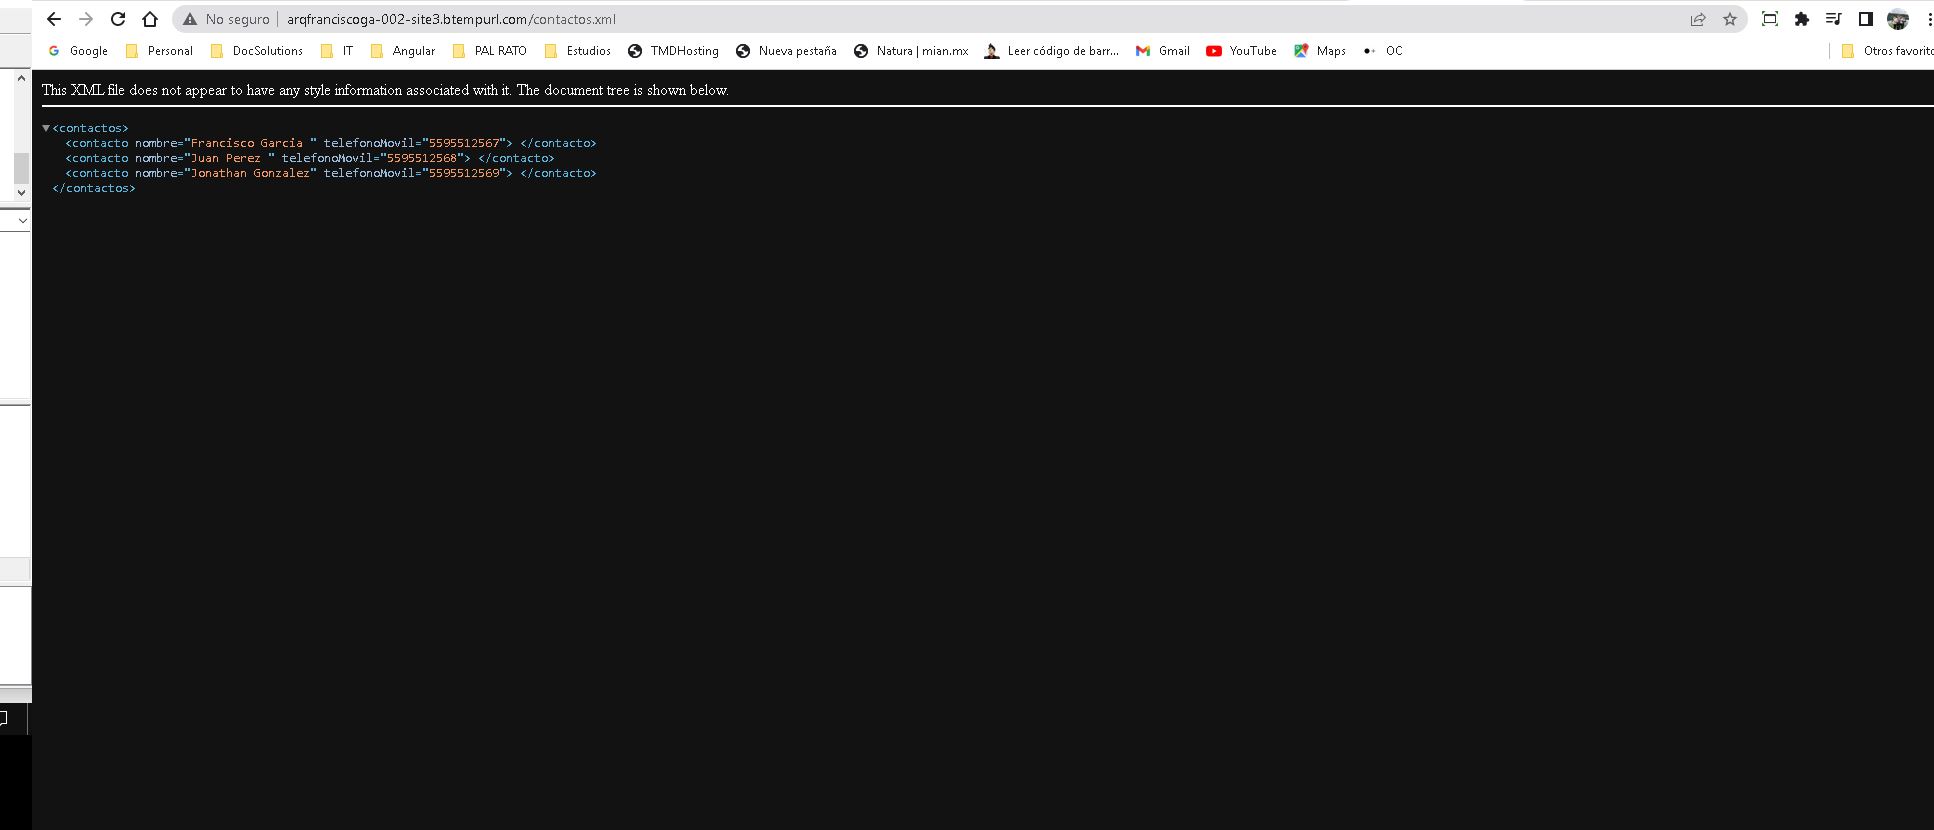 No seguro arqfranciscoga-002-site3.btempurl.com/contactos.xml
Google Personal DocSolutions IT Angular PAL RATO Estudios TMDHosting Nueva pestaña Natura | mian.mx Leer código de barr... Gmail YouTube Maps OC Otros favorito
This XML file does not appear to have any style information associated with it. The document tree is shown below.
<contactos>
<contacto nombre="Francisco Garcia " telefonoMovil="5595512567"> </contacto>
<contacto nombre="Juan Perez " telefonoMovil="5595512568"> </contacto>
<contacto nombre="Jonathan Gonzalez" telefonoMovil="5595512569"> </contacto>
</contactos>